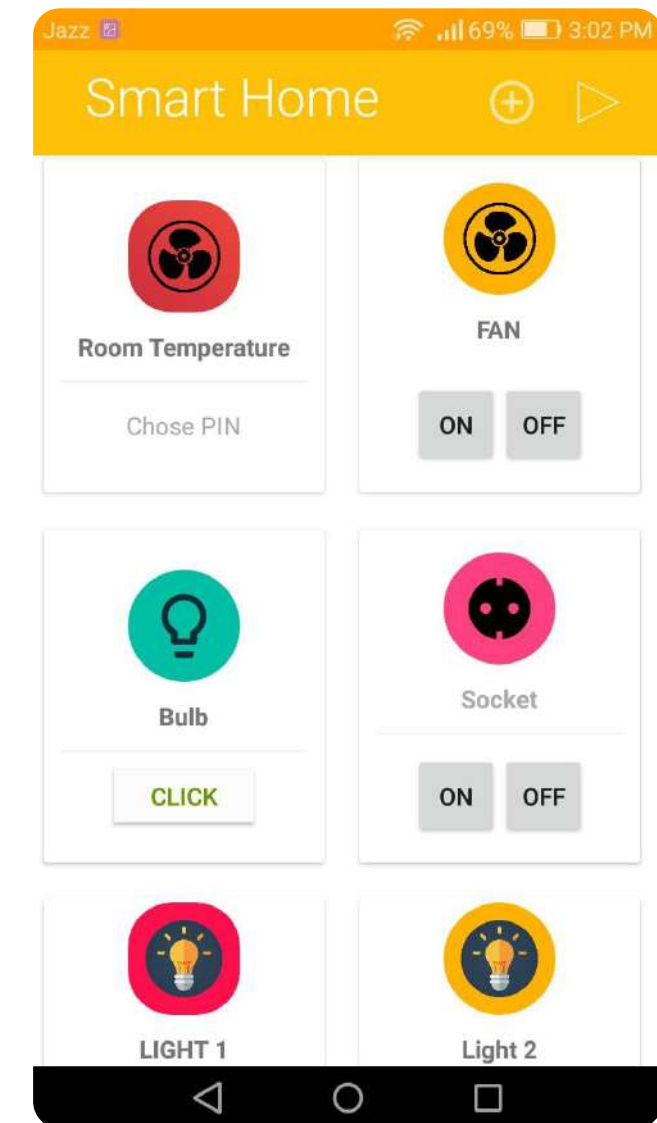 Jazz 69% 3:02 PM
Smart Home
Room Temperature
Chose PIN
FAN
ON OFF
Bulb
CLICK
Socket
ON OFF
LIGHT 1
Light 2